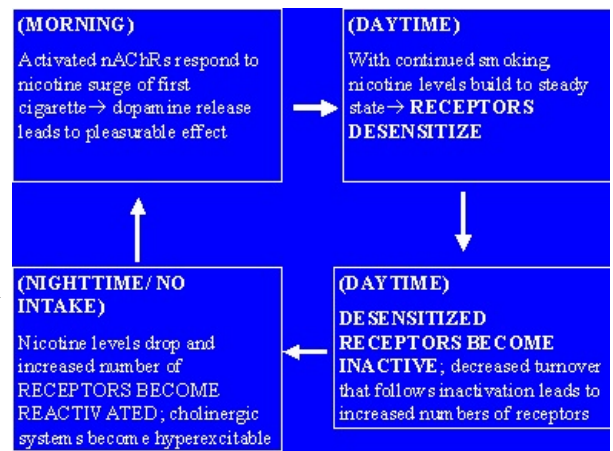 (MORNING)
Activated nAChRs respond to
nicotine surge of first
cigarette→ dopamine release
leads to pleasurable effect
(DAYTIME)
With continued smoking,
nicotine levels build to steady
state→ RECEPTORS
DESENSITIZE
(DAYTIME)
DESENSITIZED
RECEPTORS BECOME
INACTIVE; decreased turnover
that follows inactivation leads to
increased numbers of receptors
(NIGHTTIME/ NO
INTAKE)
Nicotine levels drop and
increased number of
RECEPTORS BECOME
REACTIVATED; cholinergic
systems become hyperexcitable